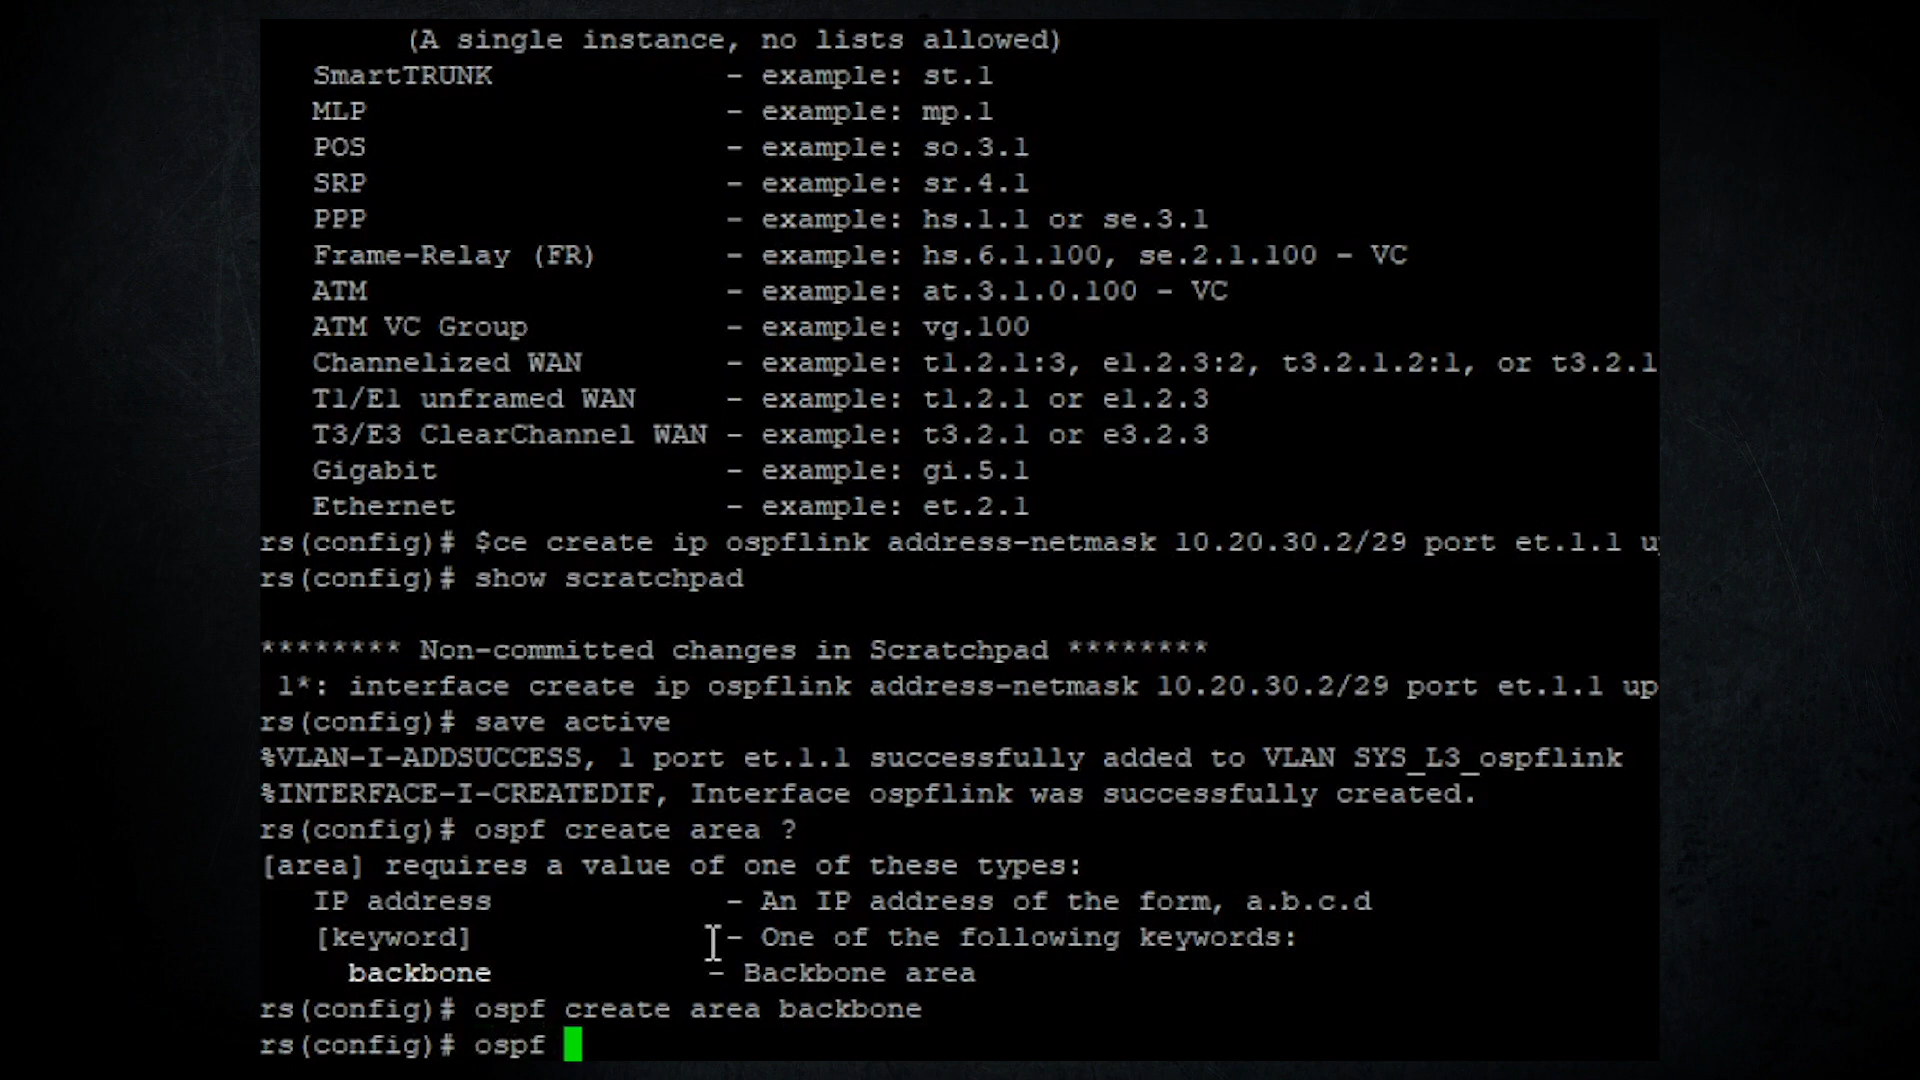 (A single instance, no lists allowed)
SmartTRUNK - example: st.1
MLP - example: mp.1
POS - example: so.3.1
SRP - example: sr.4.1
PPP - example: hs.1.1 or se.3.1
Frame-Relay (FR) - example: hs.6.1.100, se.2.1.100 - VC
ATM - example: at.3.1.0.100 - VC
ATM VC Group - example: vg.100
Channelized WAN - example: t1.2.1:3, e1.2.3:2, t3.2.1.2:1, or t3.2.1
T1/E1 unframed WAN - example: t1.2.1 or e1.2.3
T3/E3 ClearChannel WAN - example: t3.2.1 or e3.2.3
Gigabit - example: gi.5.1
Ethernet - example: et.2.1
rs(config)# $ce create ip ospflink address-netmask 10.20.30.2/29 port et.1.1 u
rs(config)# show scratchpad
******** Non-committed changes in Scratchpad ********
1*: interface create ip ospflink address-netmask 10.20.30.2/29 port et.1.1 up
rs(config)# save active
%VLAN-I-ADDSUCCESS, 1 port et.1.1 successfully added to VLAN SYS_L3_ospflink
%INTERFACE-I-CREATEDIF, Interface ospflink was successfully created.
rs(config)# ospf create area ?
[area] requires a value of one of these types:
IP address - An IP address of the form, a.b.c.d
[keyword] - One of the following keywords:
backbone - Backbone area
rs(config)# ospf create area backbone
rs(config)# ospf